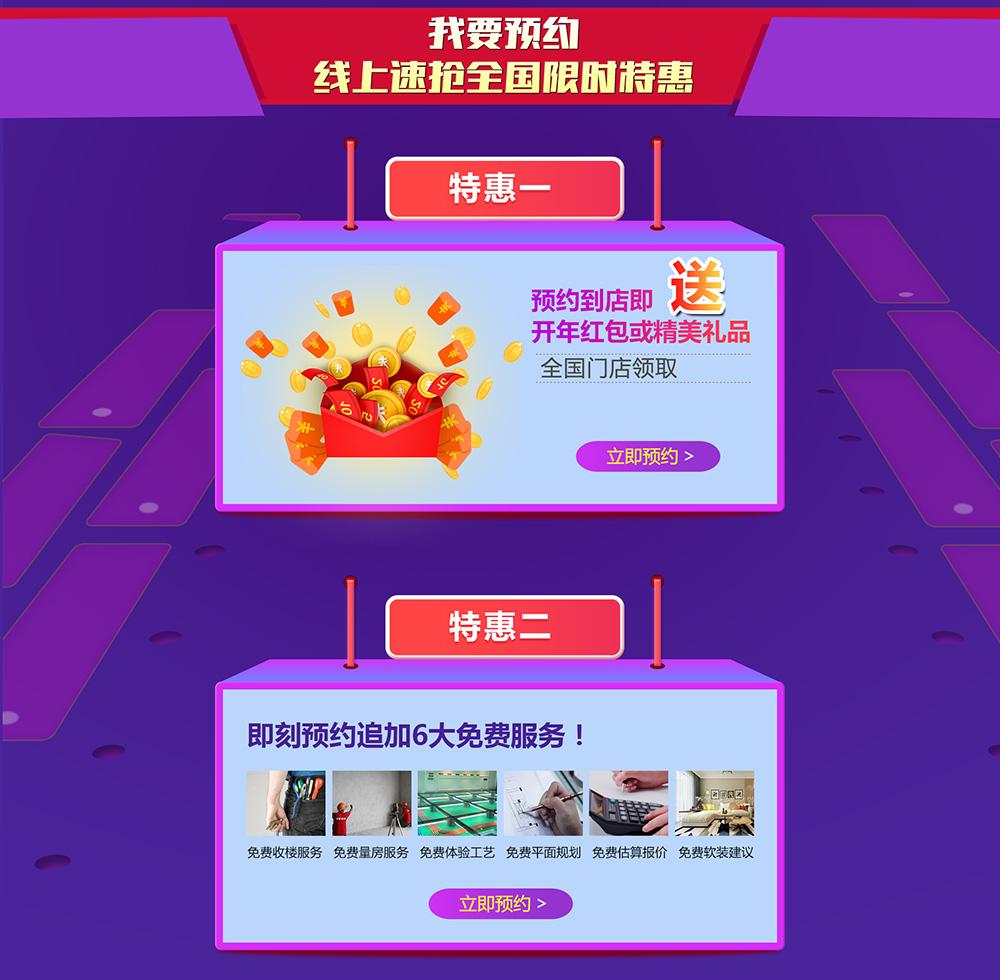 我要预约
线上速抢全国限时特惠
特惠一
预约到店即 送
开年红包或精美礼品
全国门店领取
立即预约 >
特惠二
即刻预约追加6大免费服务！
免费收楼服务 免费量房服务 免费体验工艺 免费平面规划 免费估算报价 免费软装建议
立即预约 >